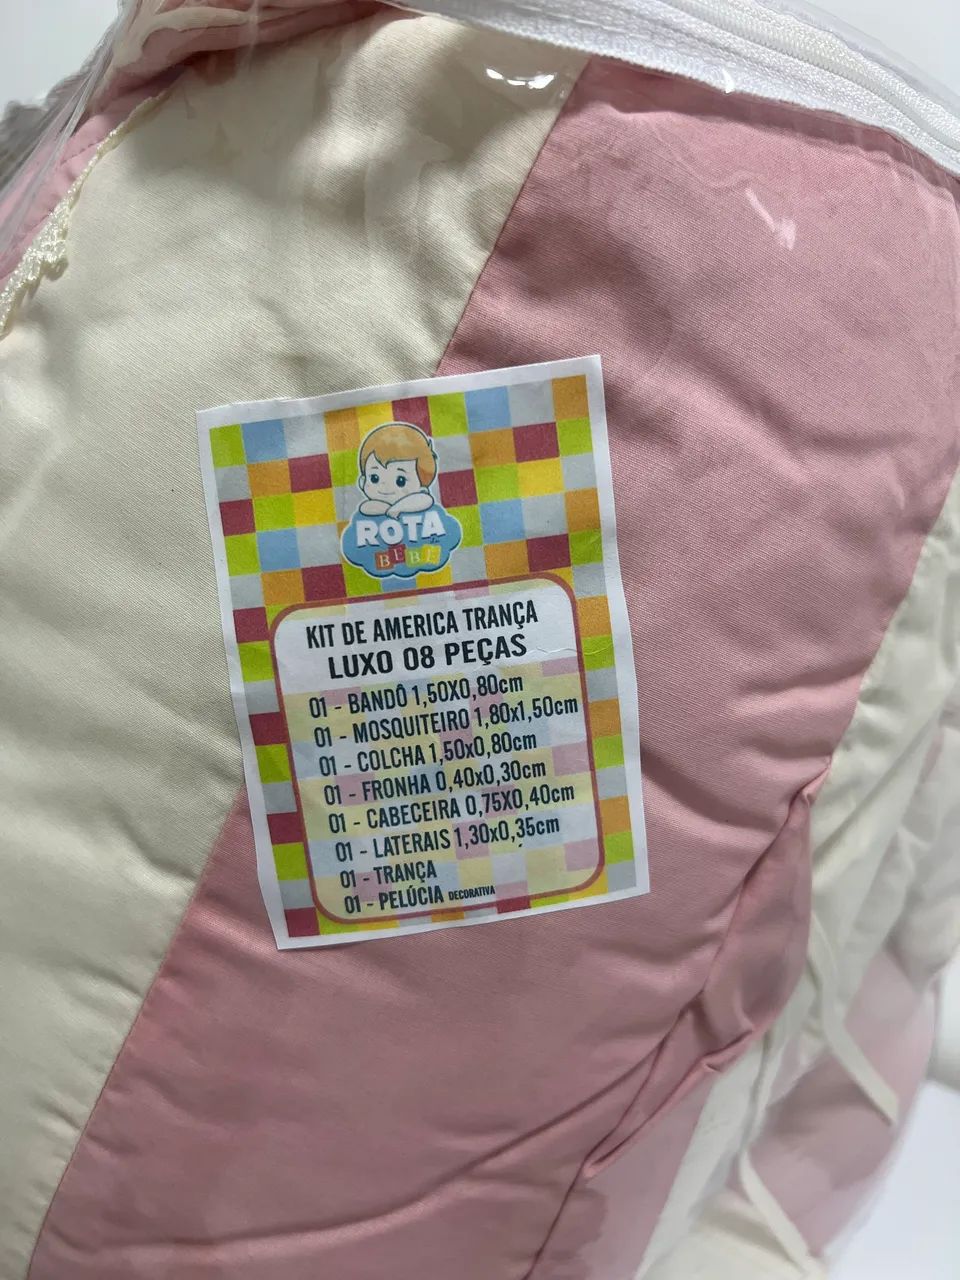 ROTA
BEBÊ
KIT DE AMERICA TRANÇA
LUXO 08 PEÇAS
01 - BANDÔ 1,50X0,80cm
01 - MOSQUITEIRO 1,80x1,50cm
01 - COLCHA 1,50x0,80cm
01 - FRONHA 0,40x0,30cm
01 - CABECEIRA 0,75X0,40cm
01 - LATERAIS 1,30x0,35cm
01 - TRANÇA
01 - PELÚCIA DECORATIVA